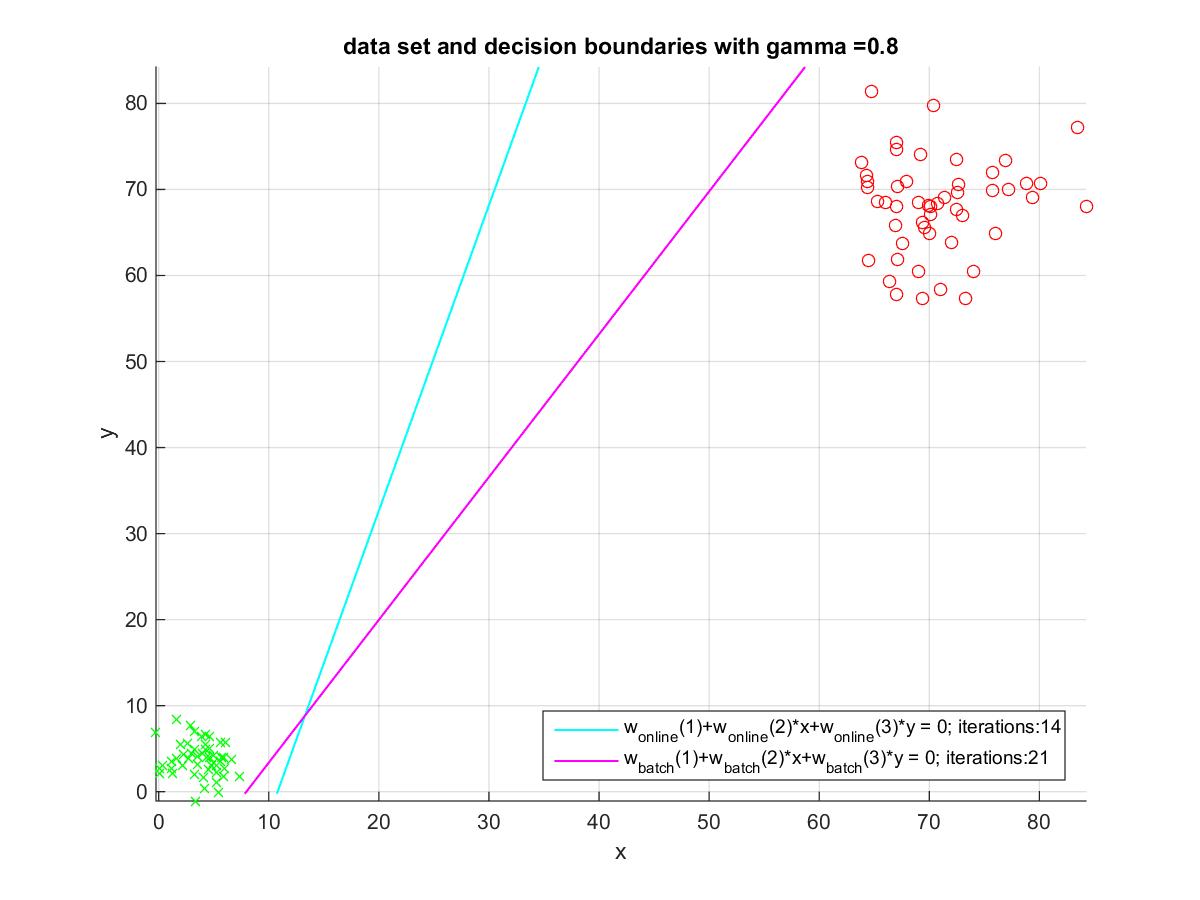 data set and decision boundaries with gamma =0.8
80
70
60
50
40
30
20
10
0
y
w_online(1)+w_online(2)*x+w_online(3)*y = 0; iterations:14
w_batch(1)+w_batch(2)*x+w_batch(3)*y = 0; iterations:21
0 10 20 30 40 50 60 70 80
x